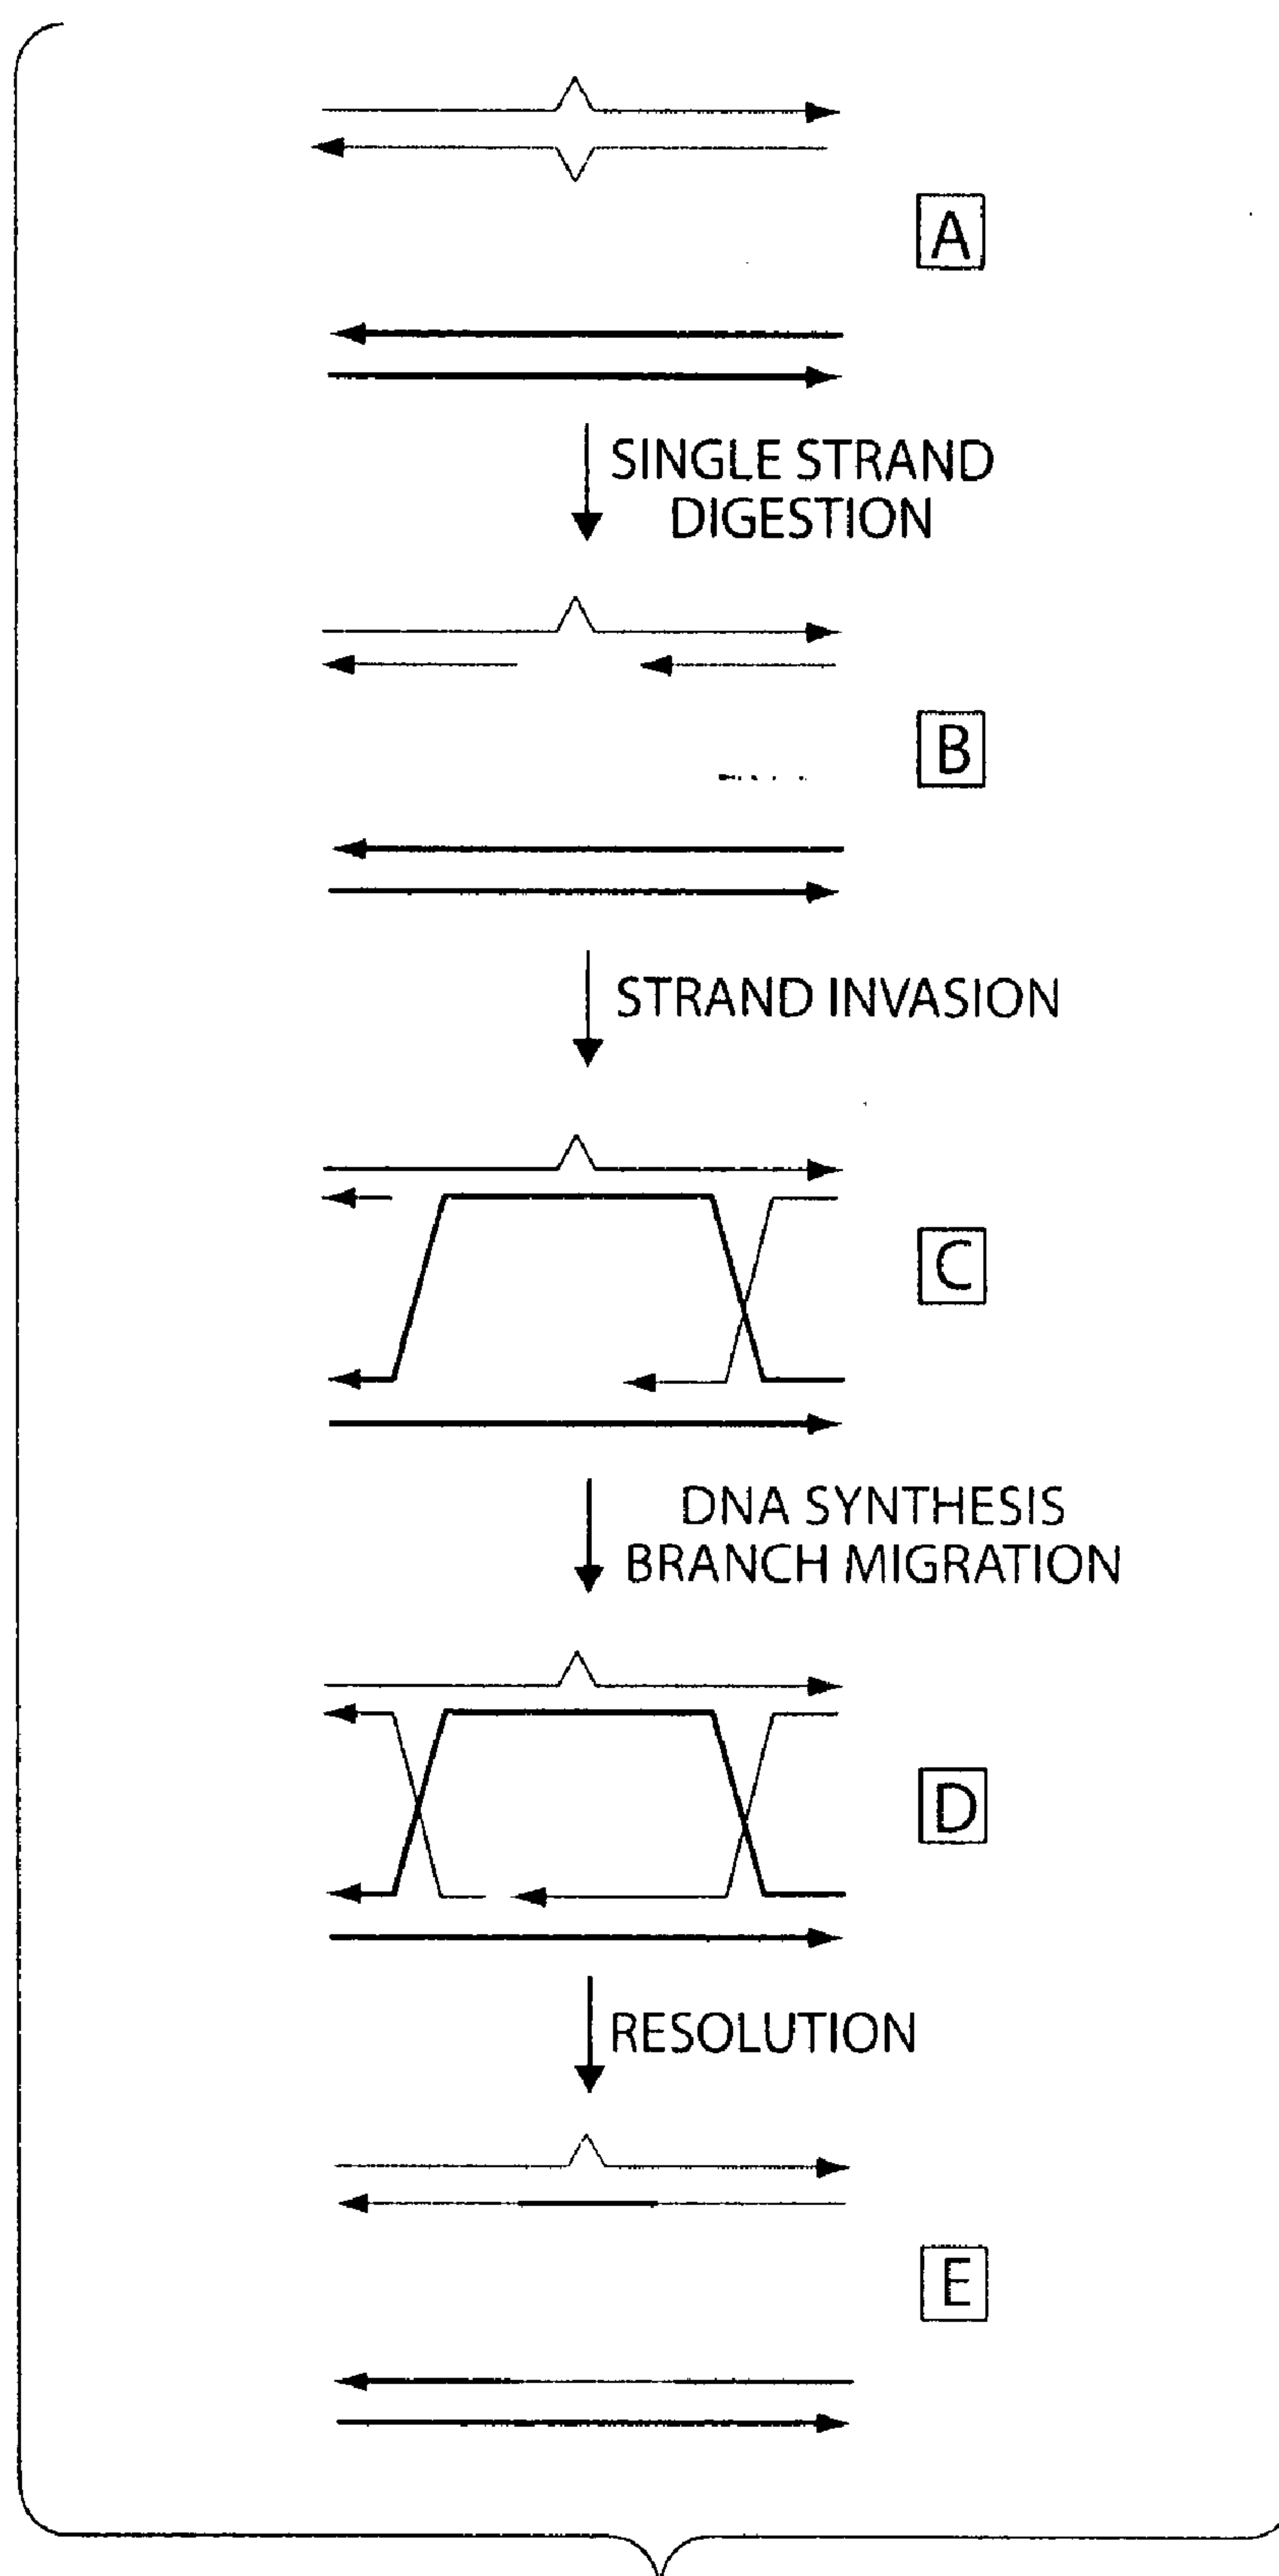 A
SINGLE STRAND
DIGESTION
B
STRAND INVASION
C
DNA SYNTHESIS
BRANCH MIGRATION
D
RESOLUTION
E